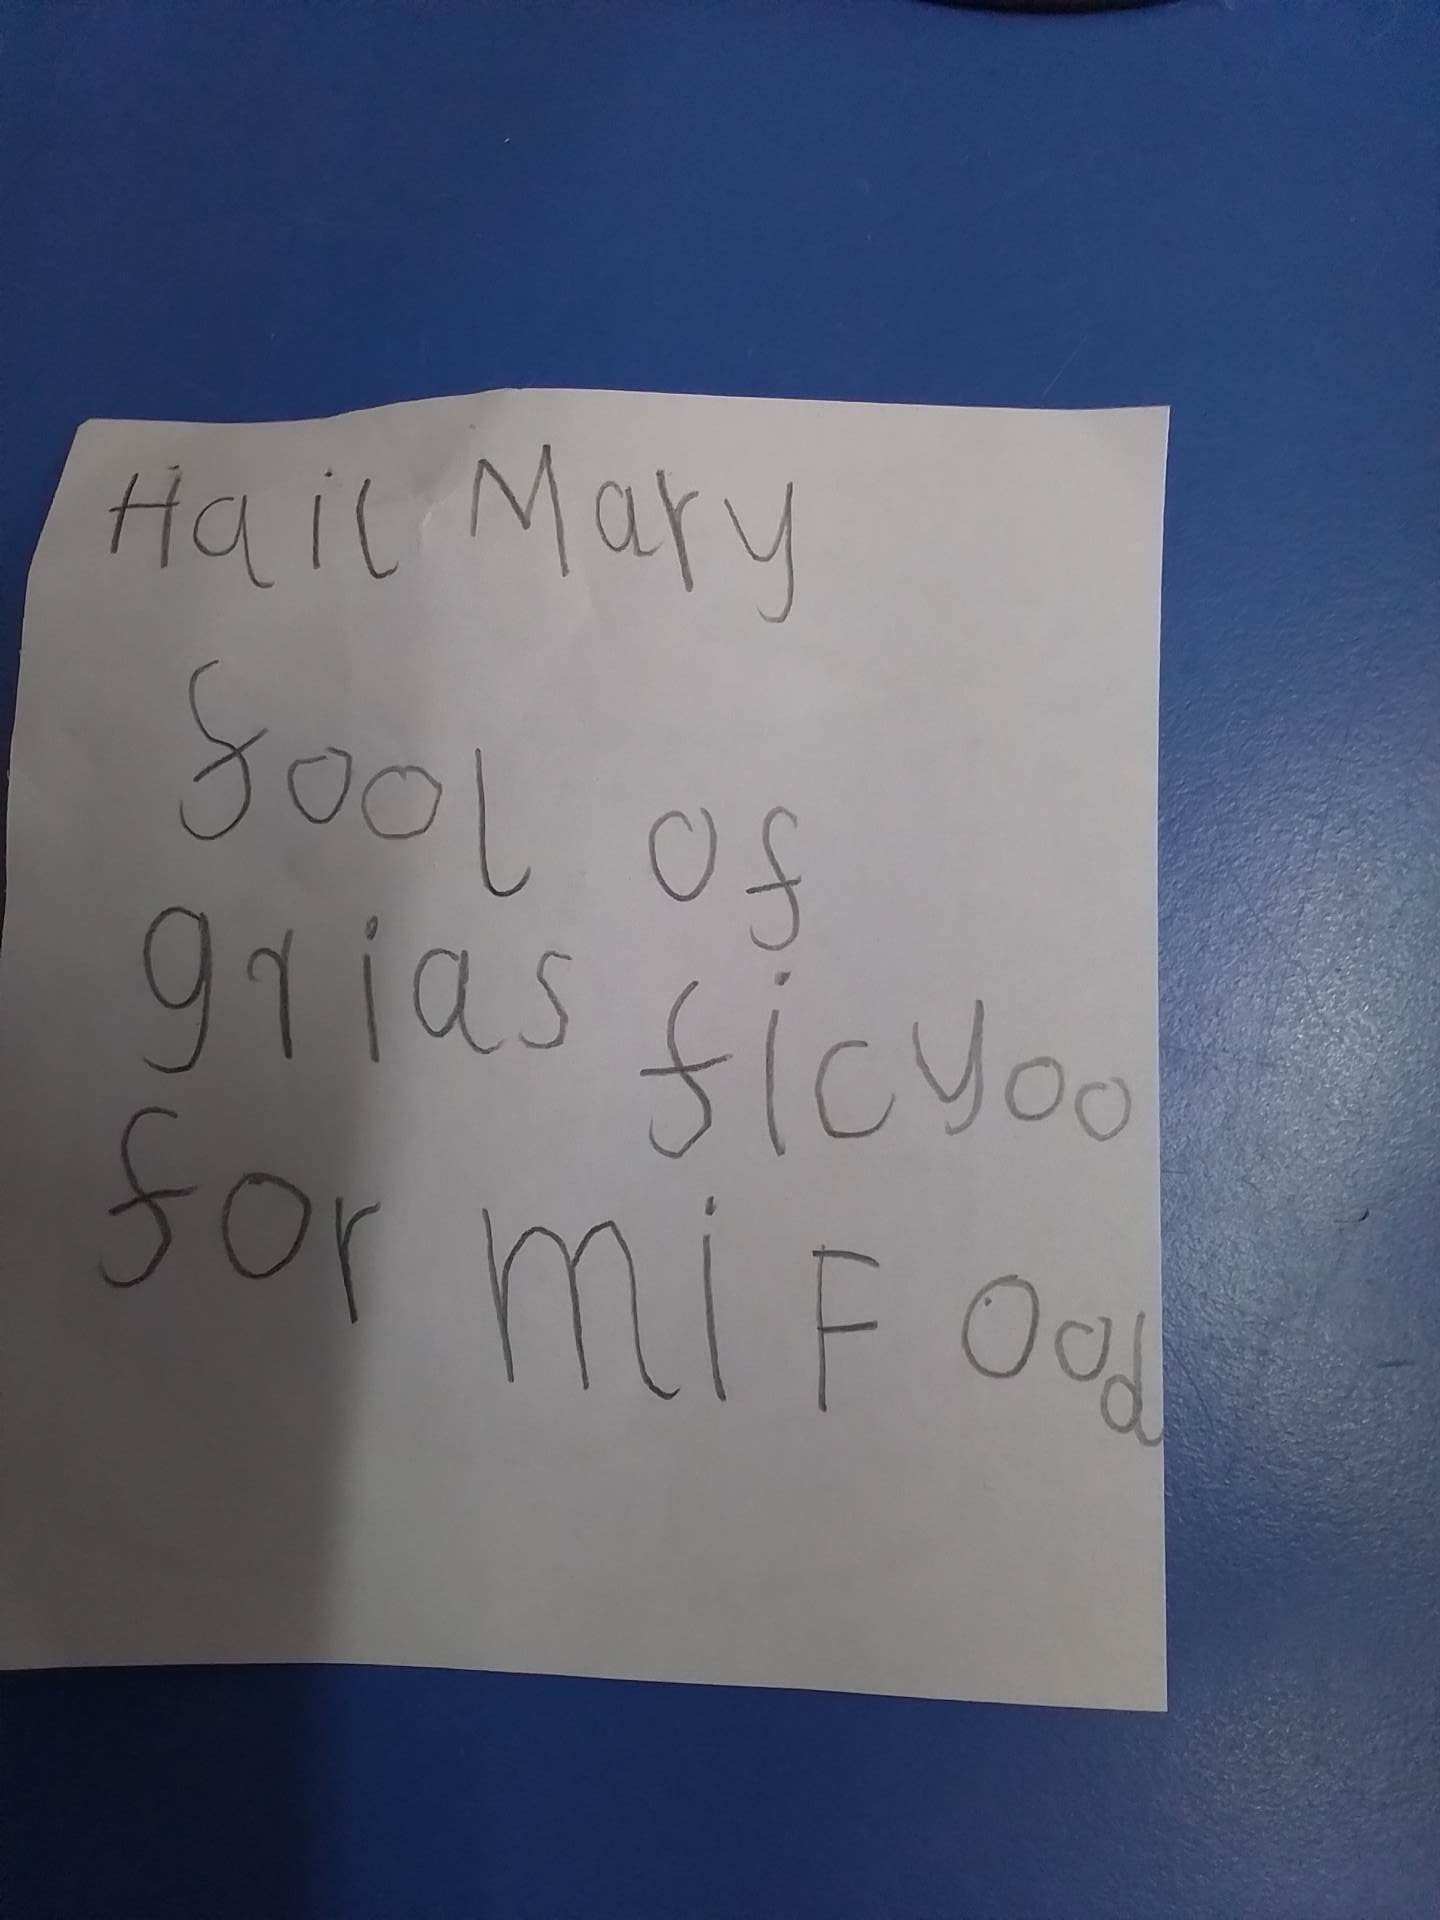 Hail Mary
fool of
grias ficyoo
for mi Food